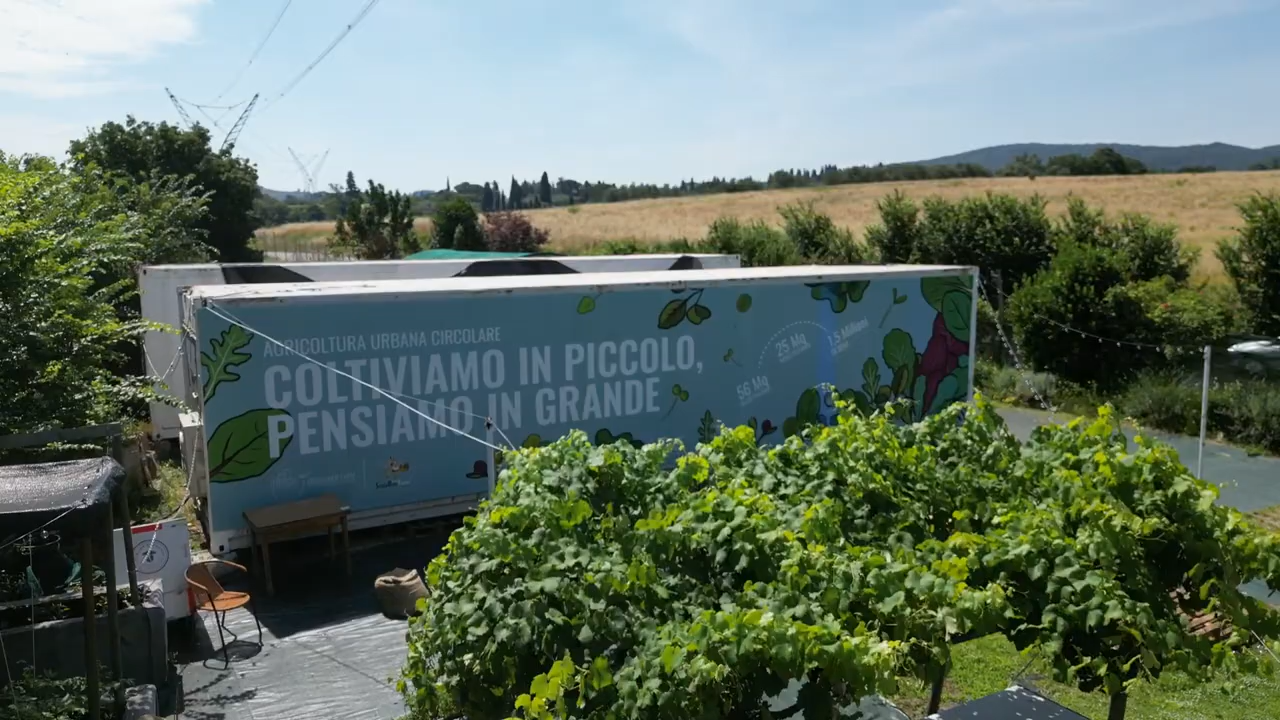 AGRICOLTURA URBANA CIRCOLARE
COLTIVIAMO IN PICCOLO,
PENSIAMO IN GRANDE
25 Mq
1,5 Milioni
56 Mq